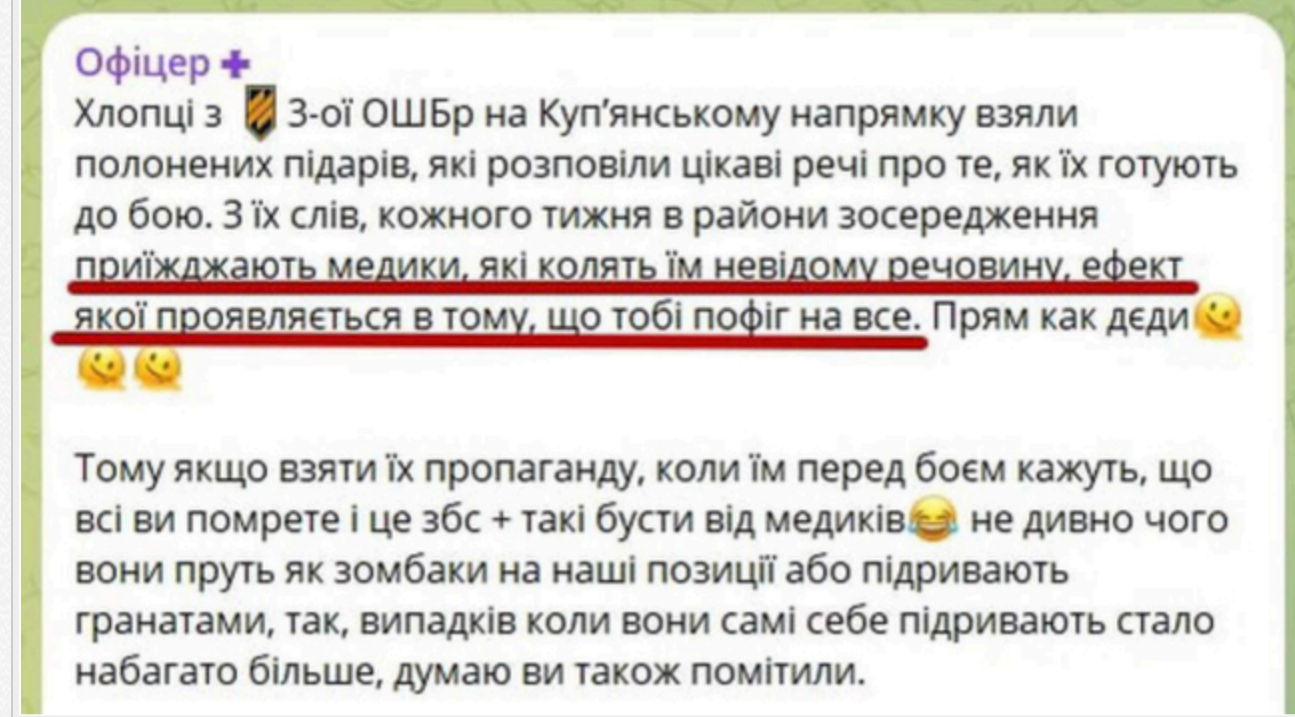 Офіцер ✚
Хлопці з 3-ої ОШБр на Куп’янському напрямку взяли
полонених підарів, які розповіли цікаві речі про те, як їх готують
до бою. З їх слів, кожного тижня в райони зосередження
приїжджають медики, які колять їм невідому речовину, ефект
якої проявляється в тому, що тобі пофіг на все. Прям как дєди🫠
🫠🫠
Тому якщо взяти їх пропаганду, коли їм перед боєм кажуть, що
всі ви помрете і це збс + такі бусти від медиків😂 не дивно чого
вони пруть як зомбаки на наші позиції або підривають
гранатами, так, випадків коли вони самі себе підривають стало
набагато більше, думаю ви також помітили.